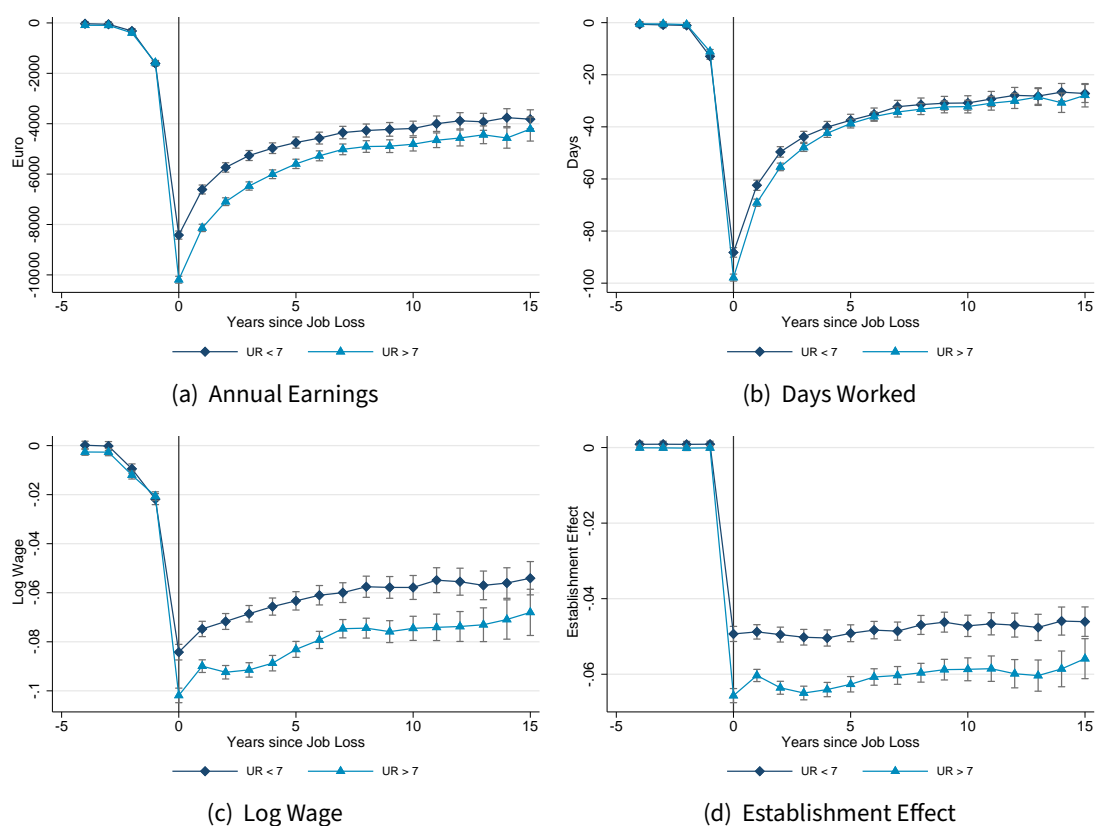 0
-2000
-4000
-6000
-8000
-10000
Euro
-5
0
5
10
15
Years since Job Loss
UR < 7
UR > 7
(a) Annual Earnings
0
-20
-40
-60
-80
-100
Days
-5
0
5
10
15
Years since Job Loss
UR < 7
UR > 7
(b) Days Worked
0
-.02
-.04
-.06
-.08
-.1
Log Wage
-5
0
5
10
15
Years since Job Loss
UR < 7
UR > 7
(c) Log Wage
0
-.02
-.04
-.06
Establishment Effect
-5
0
5
10
15
Years since Job Loss
UR < 7
UR > 7
(d) Establishment Effect